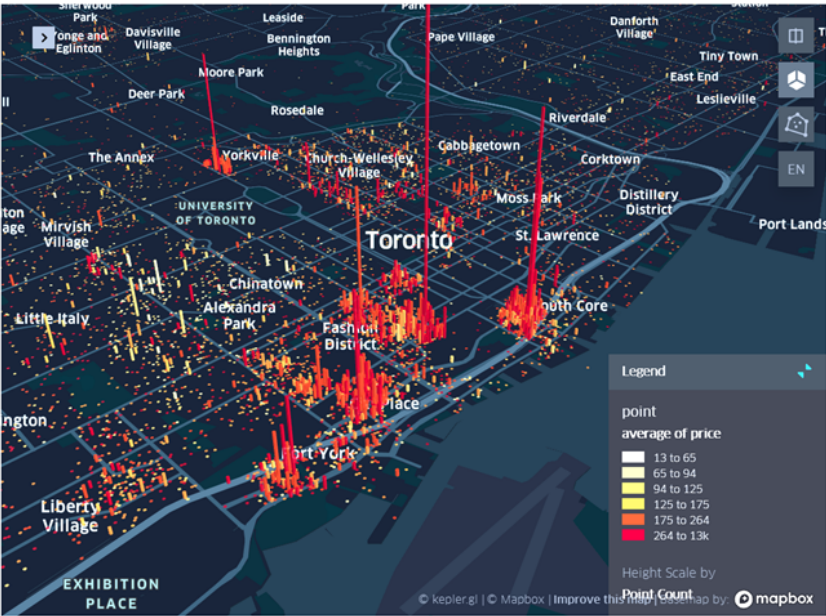 Sherwood
Park
Park
Station
Leaside
Yonge and
Eglinton
Davisville
Village
Bennington
Heights
Pape Village
Danforth
Village
Tiny Town
East End
Leslieville
Moore Park
Deer Park
Rosedale
Riverdale
The Annex
Yorkville
Church-Wellesley
Village
Cabbagetown
Corktown
UNIVERSITY
OF TORONTO
Moss Park
Distillery
District
Mirvish
Village
Toronto
St. Lawrence
Port Lands
Chinatown
Little Italy
Alexandra
Park
Fashion
District
outh Core
lace
ington
Fort York
Liberty
Village
EXHIBITION
PLACE
EN
Legend
point
average of price
13 to 65
65 to 94
94 to 125
125 to 175
175 to 264
264 to 13k
Height Scale by
Point Count
© kepler.gl | © Mapbox | Improve this map | Basemap by:
mapbox